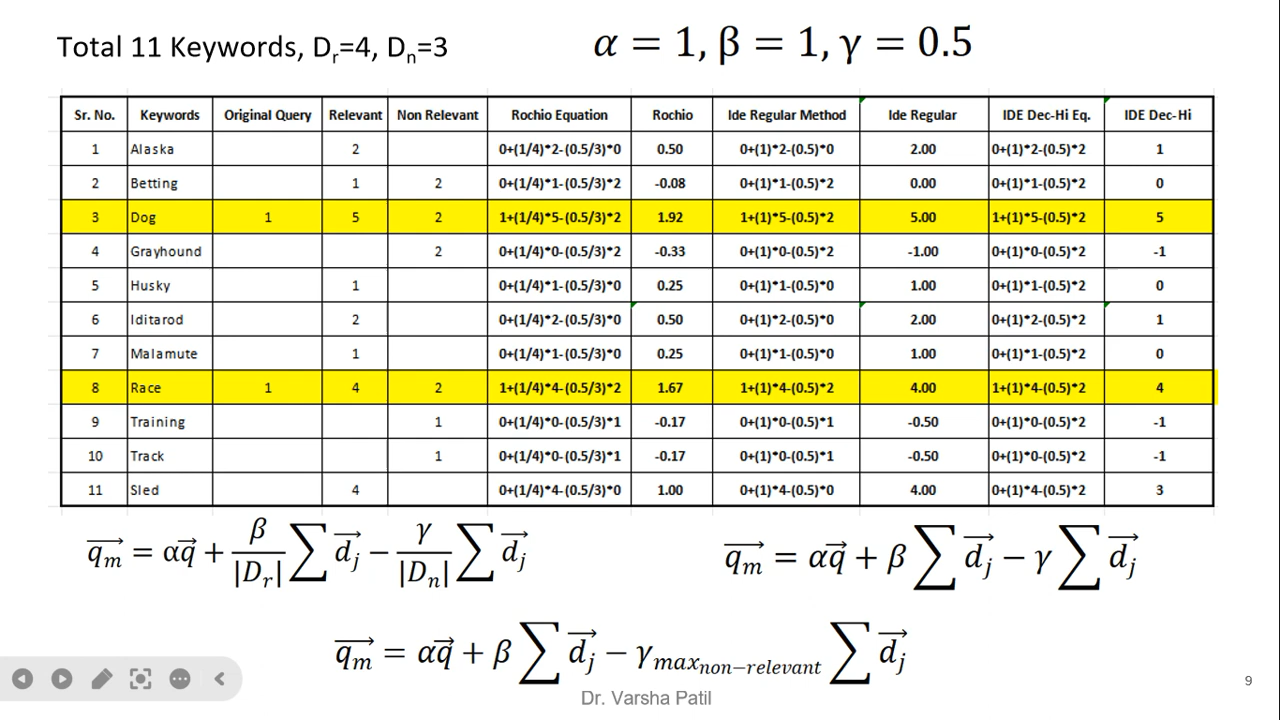 Total 11 Keywords, Dr=4, Dn=3
α = 1, β = 1, γ = 0.5
Sr. No. Keywords Original Query Relevant Non Relevant Rochio Equation Rochio Ide Regular Method Ide Regular IDE Dec-Hi Eq. IDE Dec-Hi
1 Alaska 2 0+(1/4)*2-(0.5/3)*0 0.50 0+(1)*2-(0.5)*0 2.00 0+(1)*2-(0.5)*2 1
2 Betting 1 2 0+(1/4)*1-(0.5/3)*2 -0.08 0+(1)*1-(0.5)*2 0.00 0+(1)*1-(0.5)*2 0
3 Dog 1 5 2 1+(1/4)*5-(0.5/3)*2 1.92 1+(1)*5-(0.5)*2 5.00 1+(1)*5-(0.5)*2 5
4 Grayhound 2 0+(1/4)*0-(0.5/3)*2 -0.33 0+(1)*0-(0.5)*2 -1.00 0+(1)*0-(0.5)*2 -1
5 Husky 1 0+(1/4)*1-(0.5/3)*0 0.25 0+(1)*1-(0.5)*0 1.00 0+(1)*1-(0.5)*2 0
6 Iditarod 2 0+(1/4)*2-(0.5/3)*0 0.50 0+(1)*2-(0.5)*0 2.00 0+(1)*2-(0.5)*2 1
7 Malamute 1 0+(1/4)*1-(0.5/3)*0 0.25 0+(1)*1-(0.5)*0 1.00 0+(1)*1-(0.5)*2 0
8 Race 1 4 2 1+(1/4)*4-(0.5/3)*2 1.67 1+(1)*4-(0.5)*2 4.00 1+(1)*4-(0.5)*2 4
9 Training 1 0+(1/4)*0-(0.5/3)*1 -0.17 0+(1)*0-(0.5)*1 -0.50 0+(1)*0-(0.5)*2 -1
10 Track 1 0+(1/4)*0-(0.5/3)*1 -0.17 0+(1)*0-(0.5)*1 -0.50 0+(1)*0-(0.5)*2 -1
11 Sled 4 0+(1/4)*4-(0.5/3)*0 1.00 0+(1)*4-(0.5)*0 4.00 0+(1)*4-(0.5)*2 3
qm = αq + β/|Dr| ∑ dj − γ/|Dn| ∑ dj
qm = αq + β ∑ dj − γ ∑ dj
qm = αq + β ∑ dj − γ max non−relevant ∑ dj
Dr. Varsha Patil
9